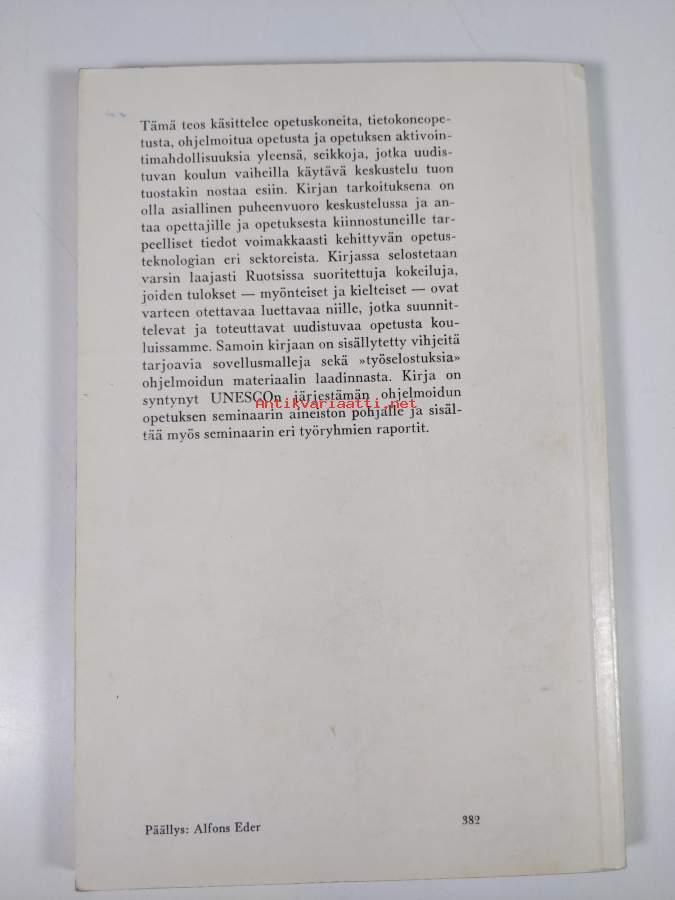 Tämä teos käsittelee opetuskoneita, tietokoneope-
tusta, ohjelmoitua opetusta ja opetuksen aktivoin-
timahdollisuuksia yleensä, seikkoja, jotka uudis-
tuvan koulun vaiheilla käytävä keskustelu tuon
tuostakin nostaa esiin. Kirjan tarkoituksena on
olla asiallinen puheenvuoro keskustelussa ja an-
taa opettajille ja opetuksesta kiinnostuneille tar-
peelliset tiedot voimakkaasti kehittyvän opetus-
teknologian eri sektoreista. Kirjassa selostetaan
varsin laajasti Ruotsissa suoritettuja kokeiluja,
joiden tulokset — myönteiset ja kielteiset — ovat
varteen otettavaa luettavaa niille, jotka suunnit-
televat ja toteuttavat uudistuvaa opetusta kou-
luissamme. Samoin kirjaan on sisällytetty vihjeitä
tarjoavia sovellusmalleja sekä »työselostuksia»
ohjelmoidun materiaalin laadinnasta. Kirja on
syntynyt UNESCOn järjestämän ohjelmoidun
Antikvariaatti.net
opetuksen seminaarin aineiston pohjalle ja sisäl-
tää myös seminaarin eri työryhmien raportit.
Päällys: Alfons Eder
382